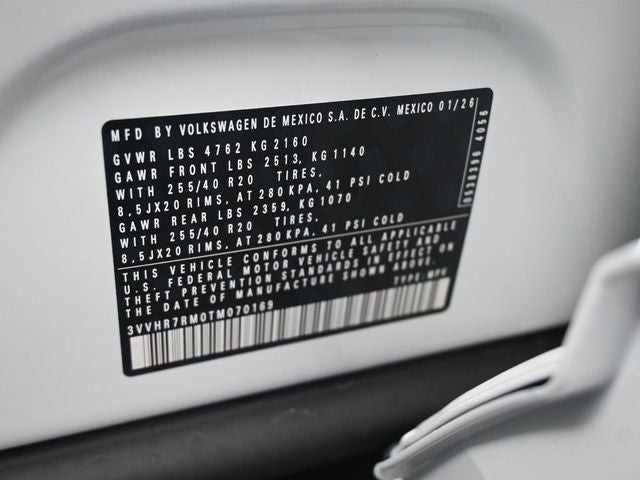 MFD BY VOLKSWAGEN DE MEXICO S.A. DE C.V. MEXICO 01/26
GVWR LBS 4762 KG 2160
GAWR FRONT LBS 2513, KG 1140
WITH 255/40 R20 TIRES,
8,5JX20 RIMS, AT 280 KPA, 41 PSI COLD
GAWR REAR LBS 2359, KG 1070
WITH 255/40 R20 TIRES,
8,5JX20 RIMS, AT 280 KPA, 41 PSI COLD
THIS VEHICLE CONFORMS TO ALL APPLICABLE
U.S. FEDERAL MOTOR VEHICLE SAFETY AND
THEFT PREVENTION STANDARDS IN EFFECT ON
THE DATE OF MANUFACTURE SHOWN ABOVE.
3VVHR7RM0TM070169
TYPE: MPV